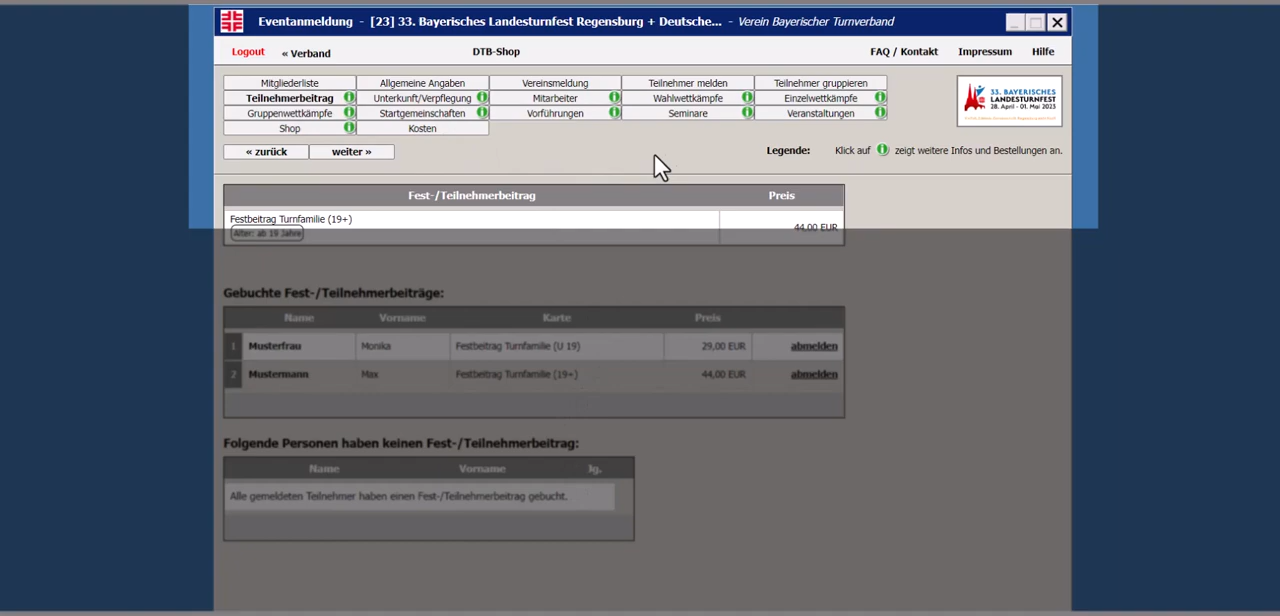 Eventanmeldung - [23] 33. Bayerisches Landesturnfest Regensburg + Deutsche... - Verein Bayerischer Turnverband
Logout « Verband DTB-Shop FAQ / Kontakt Impressum Hilfe
Mitgliederliste Allgemeine Angaben Vereinsmeldung Teilnehmer melden Teilnehmer gruppieren
Teilnehmerbeitrag Unterkunft/Verpflegung Mitarbeiter Wahlwettkämpfe Einzelwettkämpfe
Gruppenwettkämpfe Startgemeinschaften Vorführungen Seminare Veranstaltungen
Shop Kosten
33. BAYERISCHES
LANDESTURNFEST
28. April - 01. Mai 2023
« zurück weiter » Legende: Klick auf zeigt weitere Infos und Bestellungen an.
Fest-/Teilnehmerbeitrag Preis
Festbeitrag Turnfamilie (19+)
Alter: ab 19 Jahre
44,00 EUR
Gebuchte Fest-/Teilnehmerbeiträge:
Name Vorname Karte Preis
1 Musterfrau Monika Festbeitrag Turnfamilie (U 19) 29,00 EUR abmelden
2 Mustermann Max Festbeitrag Turnfamilie (19+) 44,00 EUR abmelden
Folgende Personen haben keinen Fest-/Teilnehmerbeitrag:
Name Vorname Jg.
Alle gemeldeten Teilnehmer haben einen Fest-/Teilnehmerbeitrag gebucht.